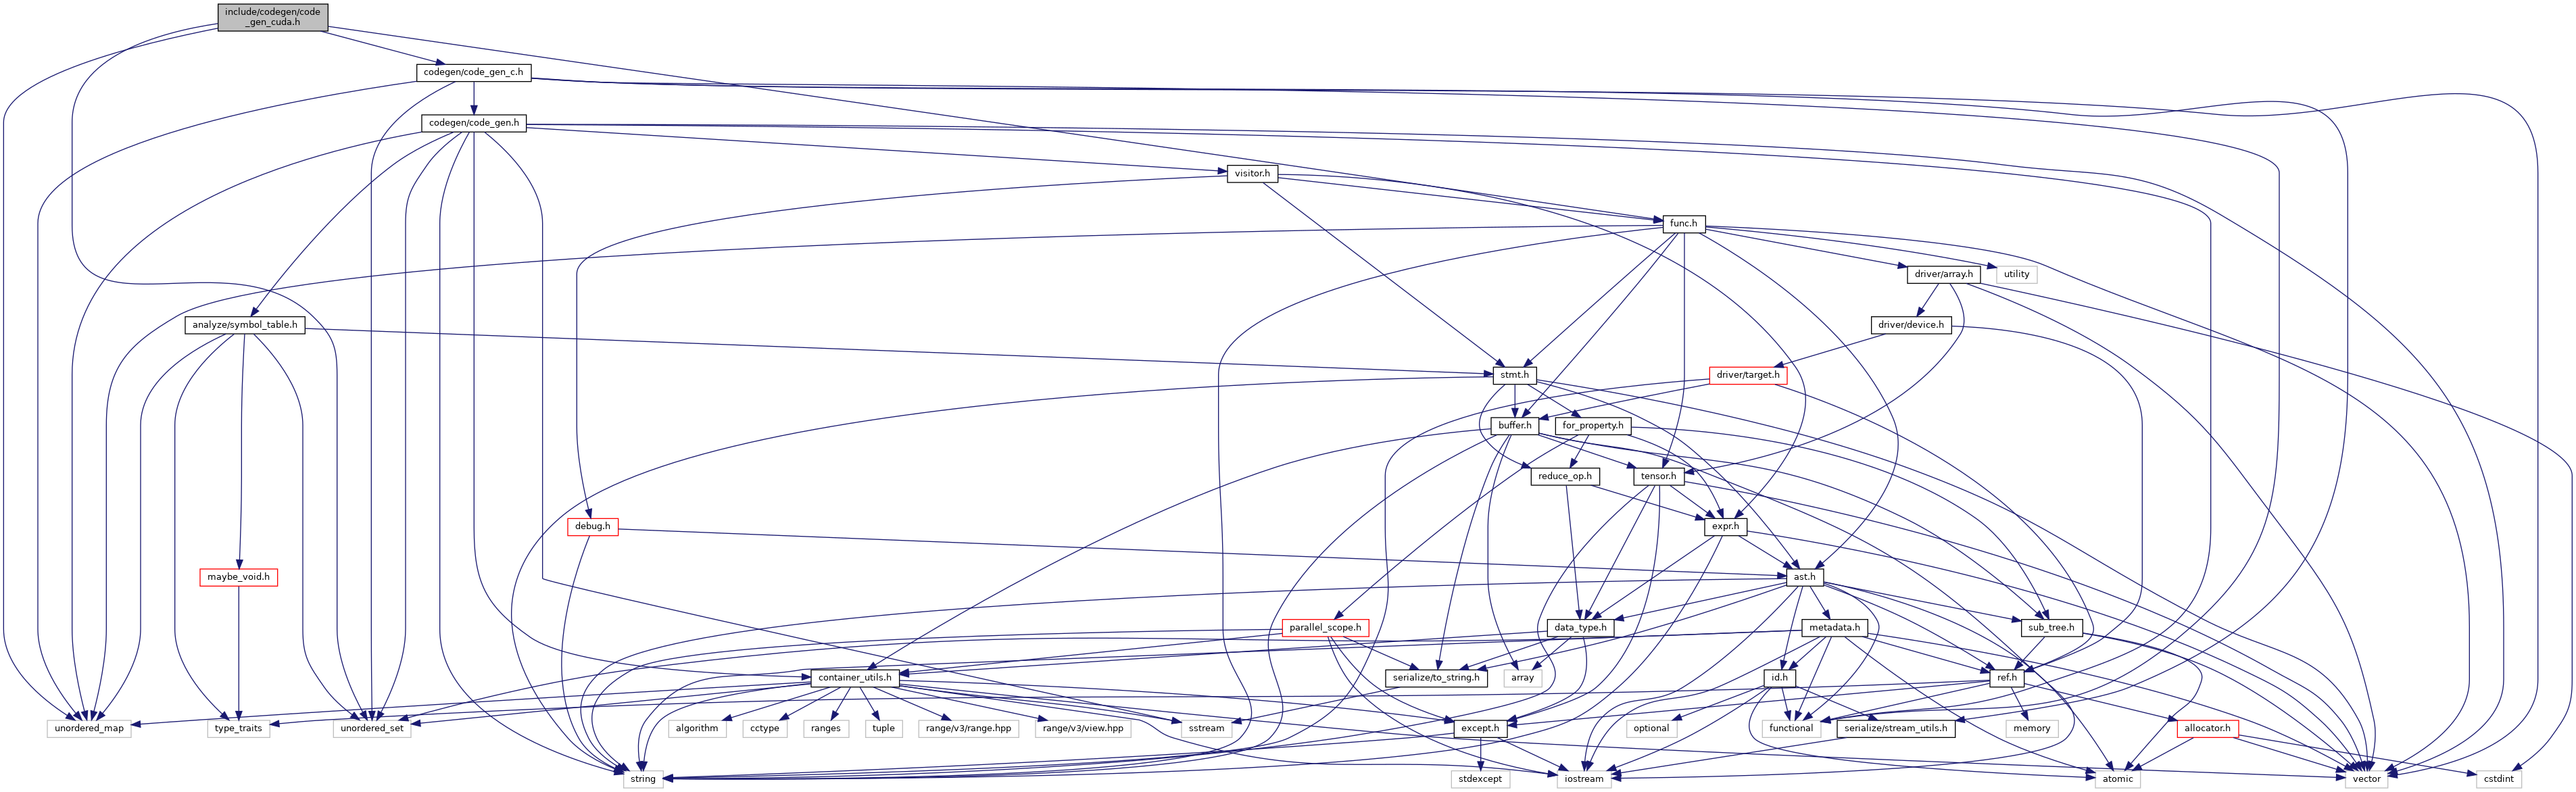 include/codegen/code
_gen_cuda.h
codegen/code_gen_c.h
codegen/code_gen.h
visitor.h
func.h
driver/array.h
utility
analyze/symbol_table.h
driver/device.h
stmt.h
driver/target.h
buffer.h
for_property.h
reduce_op.h
tensor.h
debug.h
expr.h
maybe_void.h
ast.h
parallel_scope.h
data_type.h
metadata.h
sub_tree.h
container_utils.h
serialize/to_string.h
array
id.h
ref.h
unordered_map
type_traits
unordered_set
algorithm
cctype
ranges
tuple
range/v3/range.hpp
range/v3/view.hpp
sstream
except.h
optional
functional
serialize/stream_utils.h
memory
allocator.h
string
stdexcept
iostream
atomic
vector
cstdint